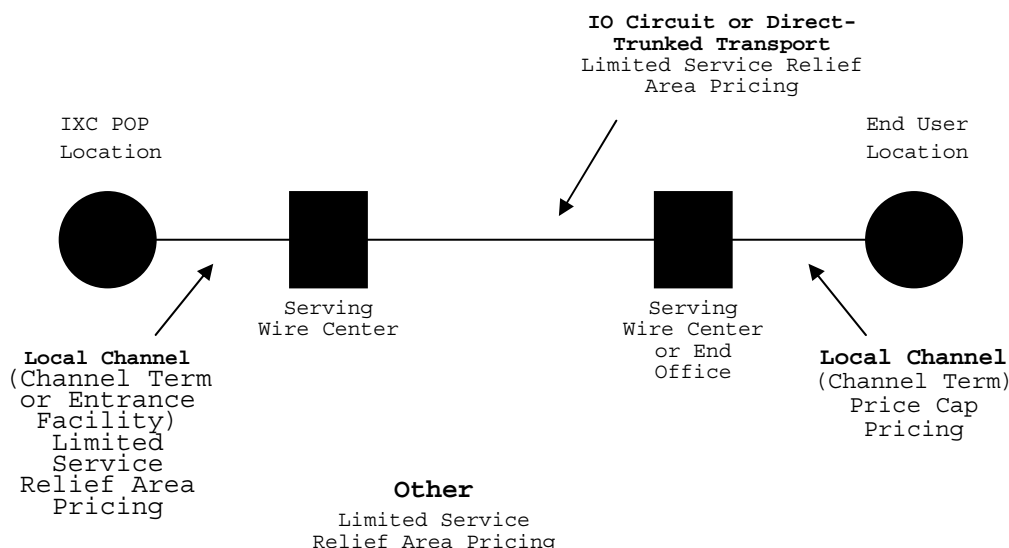 IO Circuit or Direct-
Trunked Transport
Limited Service Relief
Area Pricing
IXC POP
Location
End User
Location
Serving
Wire Center
Serving
Wire Center
or End
Office
Local Channel
(Channel Term
or Entrance
Facility)
Limited
Service
Relief Area
Pricing
Local Channel
(Channel Term)
Price Cap
Pricing
Other
Limited Service
Relief Area Pricing